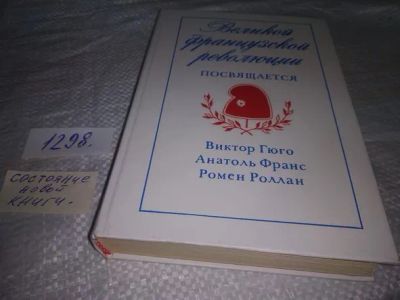 Великой
французской
революции
ПОСВЯЩАЕТСЯ
Виктор Гюго
Анатоль Франс
Ромен Роллан
1298.
состояние
новой
книги.